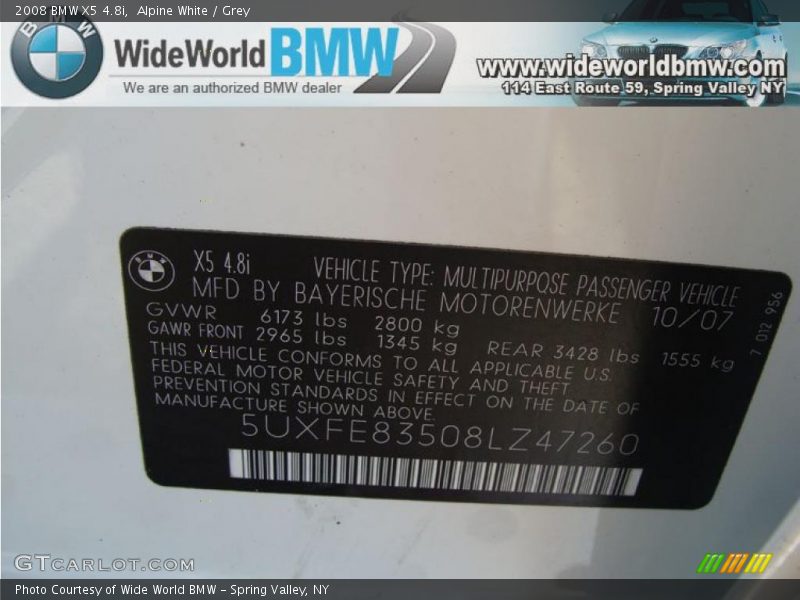 2008 BMW X5 4.8i, Alpine White / Grey
BMW
WideWorld BMW
We are an authorized BMW dealer
www.wideworldbmw.com
114 East Route 59, Spring Valley NY
BMW
X5 4.8i VEHICLE TYPE: MULTIPURPOSE PASSENGER VEHICLE
MFD BY BAYERISCHE MOTORENWERKE 10/07
GVWR 6173 lbs 2800 kg
GAWR FRONT 2965 lbs 1345 kg REAR 3428 lbs 1555 kg
THIS VEHICLE CONFORMS TO ALL APPLICABLE U.S.
FEDERAL MOTOR VEHICLE SAFETY AND THEFT
PREVENTION STANDARDS IN EFFECT ON THE DATE OF
MANUFACTURE SHOWN ABOVE.
5UXFE83508LZ47260
7 012 956
GTCARLOT.COM
Photo Courtesy of Wide World BMW - Spring Valley, NY